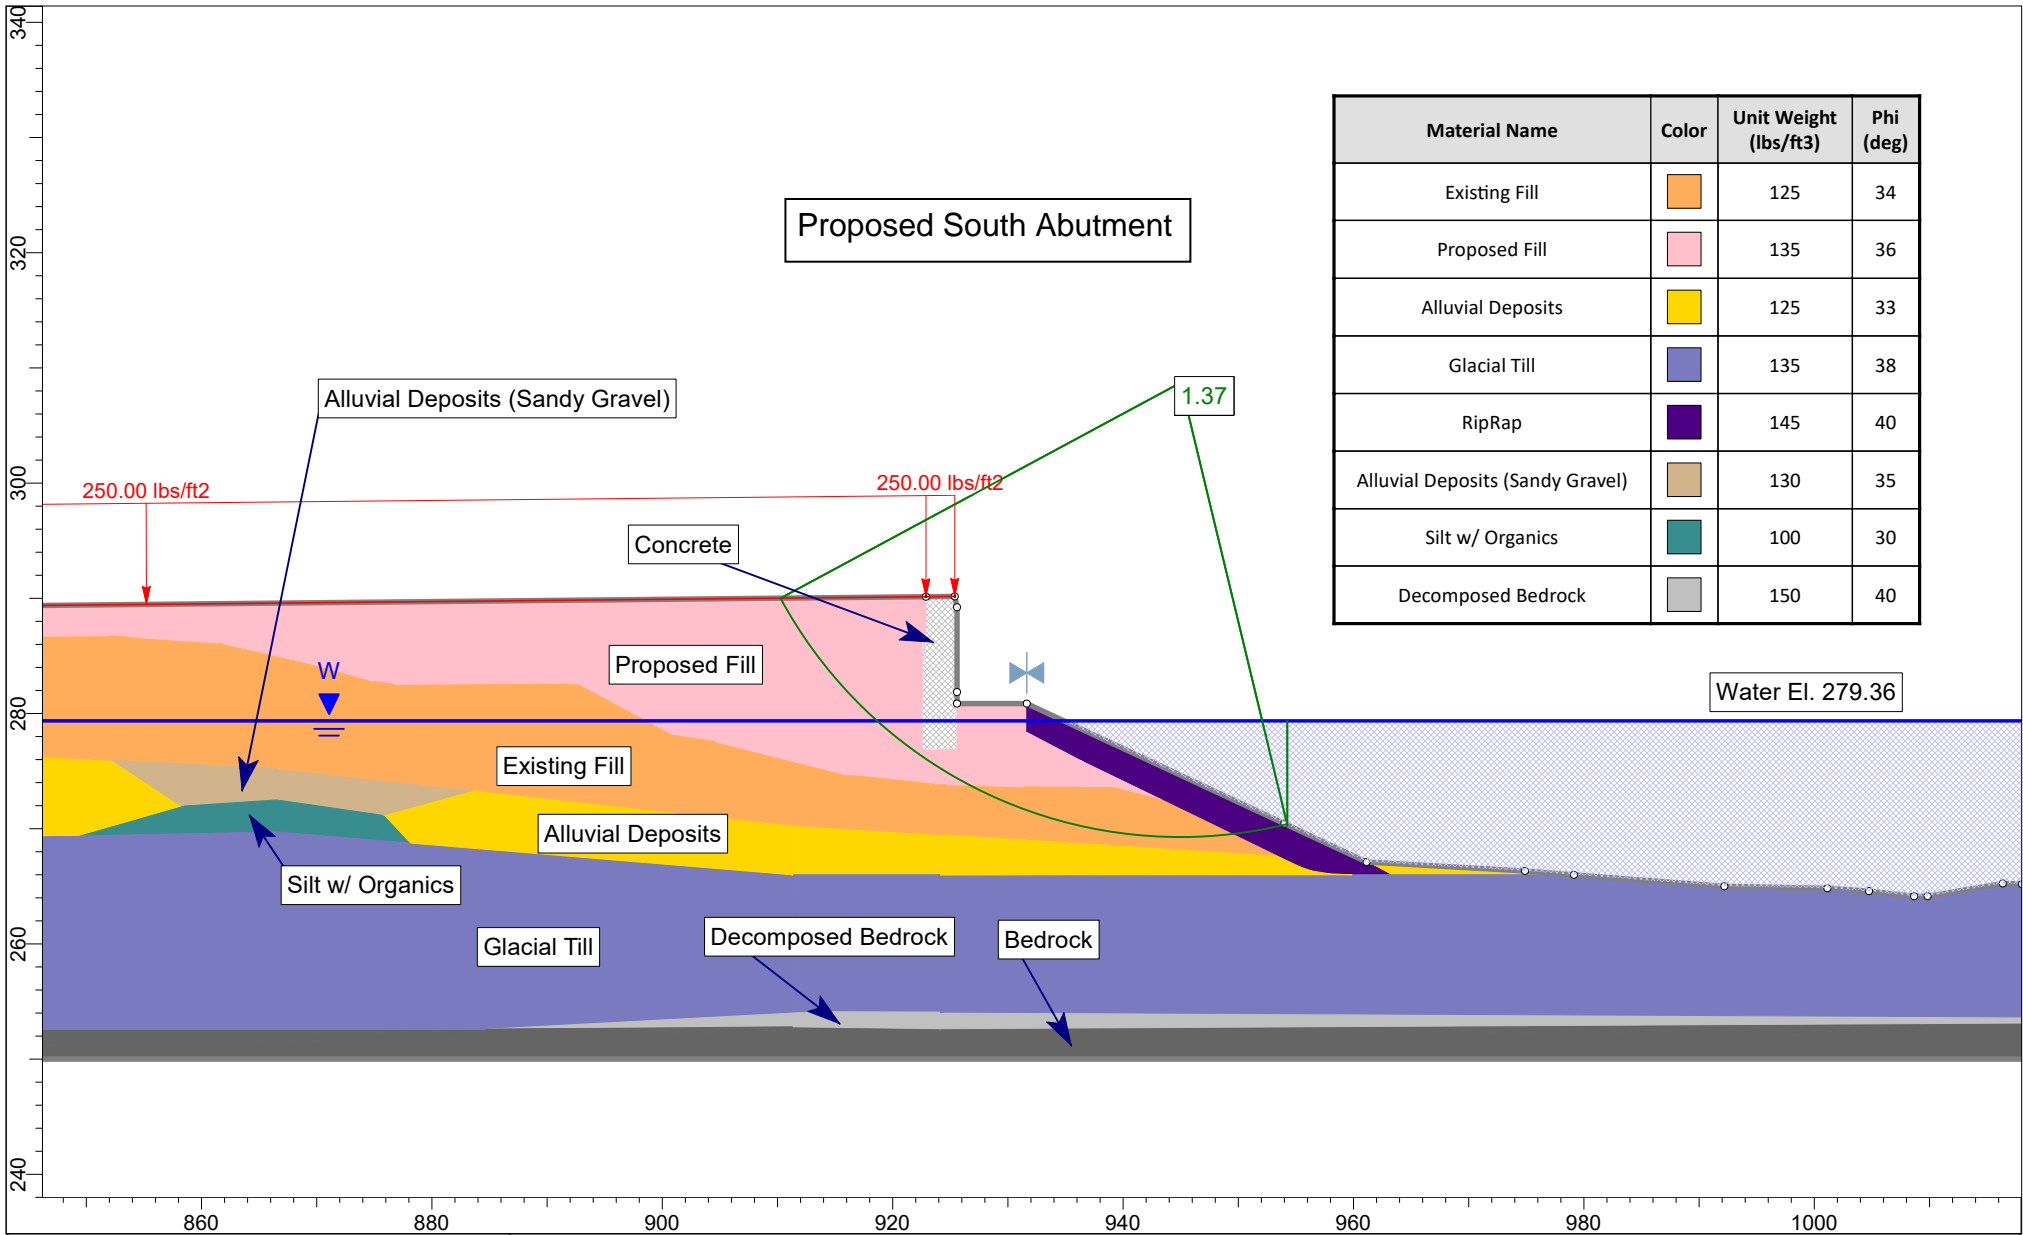 340
320
300
280
260
240
Proposed South Abutment
Material Name Color Unit Weight (lbs/ft3) Phi (deg)
Existing Fill 125 34
Proposed Fill 135 36
Alluvial Deposits 125 33
Glacial Till 135 38
RipRap 145 40
Alluvial Deposits (Sandy Gravel) 130 35
Silt w/ Organics 100 30
Decomposed Bedrock 150 40
Alluvial Deposits (Sandy Gravel)
1.37
250.00 lbs/ft2
250.00 lbs/ft2
Concrete
Proposed Fill
W
Water El. 279.36
Existing Fill
Alluvial Deposits
Silt w/ Organics
Glacial Till
Decomposed Bedrock
Bedrock
860 880 900 920 940 960 980 1000